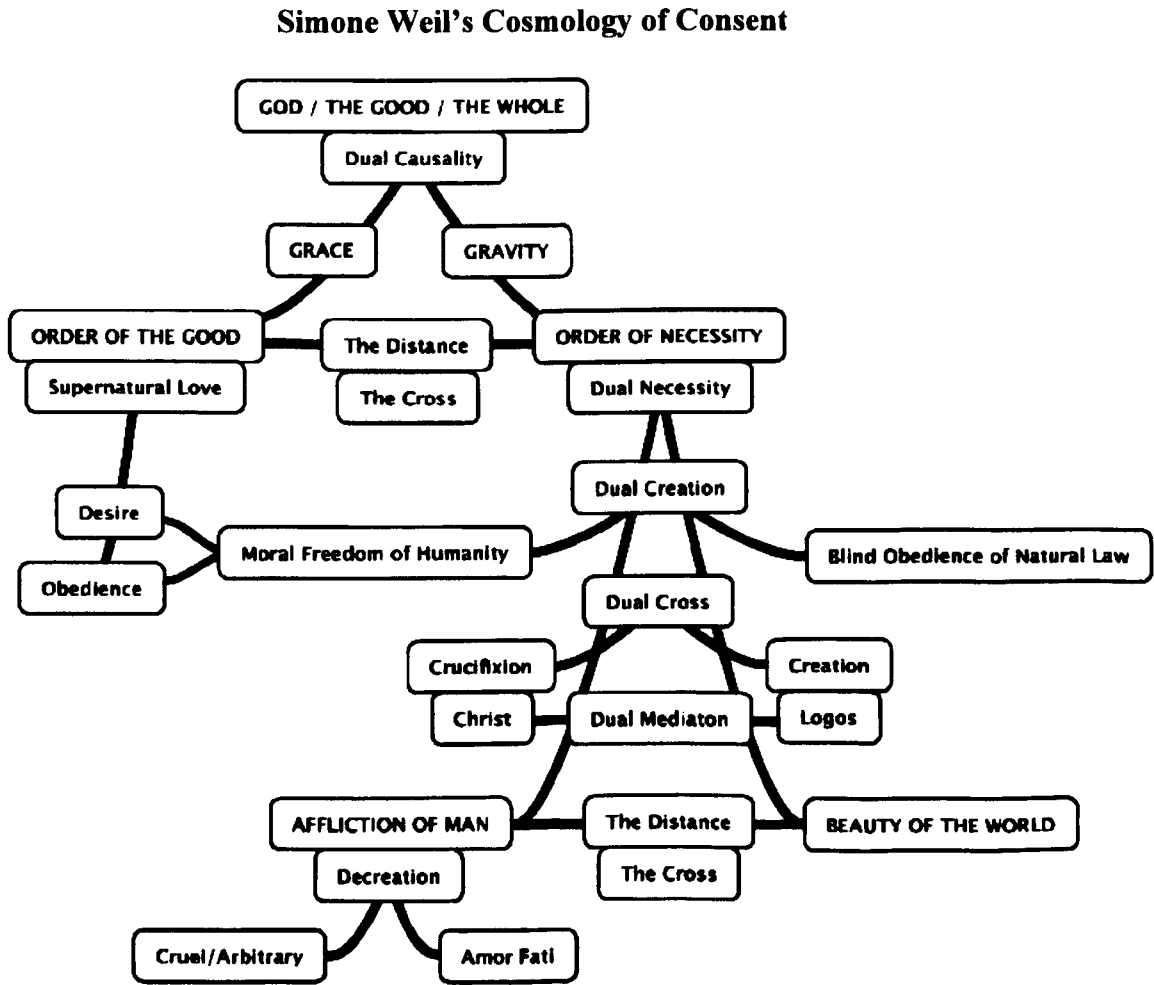 Simone Weil's Cosmology of Consent
GOD / THE GOOD / THE WHOLE
Dual Causality
GRACE
GRAVITY
ORDER OF THE GOOD
The Distance
ORDER OF NECESSITY
Supernatural Love
The Cross
Dual Necessity
Dual Creation
Desire
Moral Freedom of Humanity
Blind Obedience of Natural Law
Obedience
Dual Cross
Crucifixion
Creation
Christ
Dual Mediaton
Logos
AFFLICTION OF MAN
The Distance
BEAUTY OF THE WORLD
Decreation
The Cross
Cruel/Arbitrary
Amor Fati